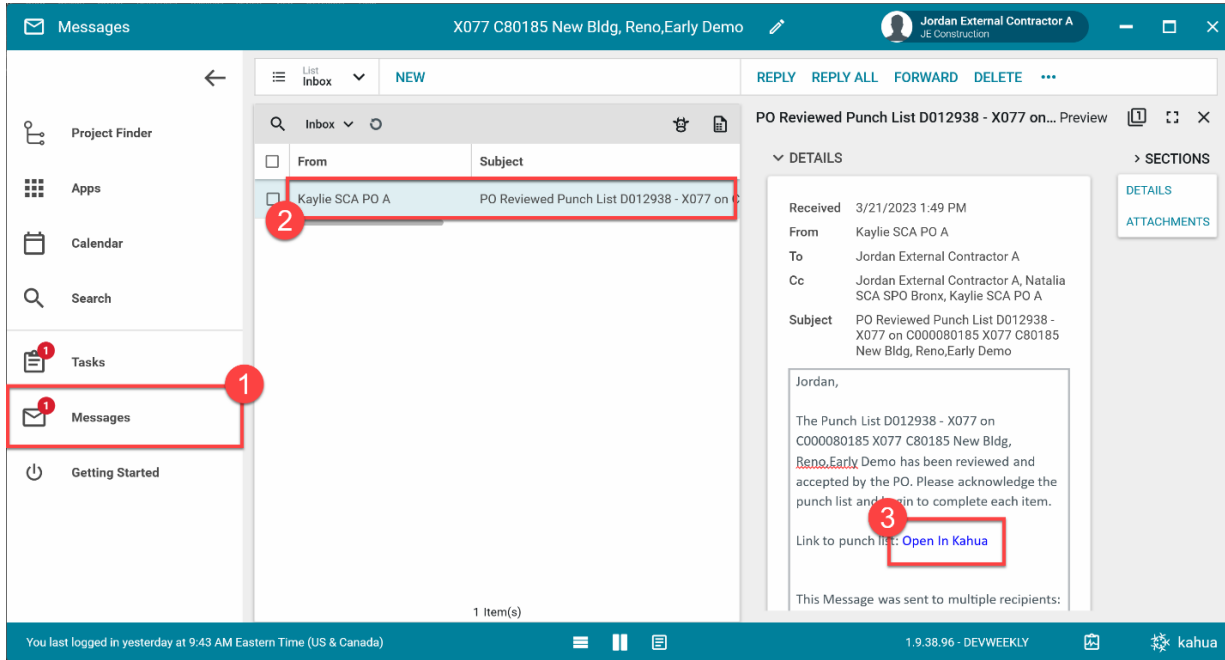 Messages
X077 C80185 New Bldg, Reno,Early Demo
Jordan External Contractor A
JE Construction
List
Inbox
NEW
REPLY REPLY ALL FORWARD DELETE
Project Finder
Apps
Calendar
Search
1
Tasks
1
Messages
Getting Started
1
Inbox
From Subject
Kaylie SCA PO A PO Reviewed Punch List D012938 - X077 on
2
1 Item(s)
PO Reviewed Punch List D012938 - X077 on... Preview
1
DETAILS
SECTIONS
DETAILS
ATTACHMENTS
Received 3/21/2023 1:49 PM
From Kaylie SCA PO A
To Jordan External Contractor A
Cc Jordan External Contractor A, Natalia
SCA SPO Bronx, Kaylie SCA PO A
Subject PO Reviewed Punch List D012938 -
X077 on C000080185 X077 C80185
New Bldg, Reno,Early Demo
Jordan,
The Punch List D012938 - X077 on
C000080185 X077 C80185 New Bldg,
Reno,Early Demo has been reviewed and
accepted by the PO. Please acknowledge the
punch list and begin to complete each item.
3
Link to punch list: Open In Kahua
This Message was sent to multiple recipients:
You last logged in yesterday at 9:43 AM Eastern Time (US & Canada)
1.9.38.96 - DEVWEEKLY
kahua